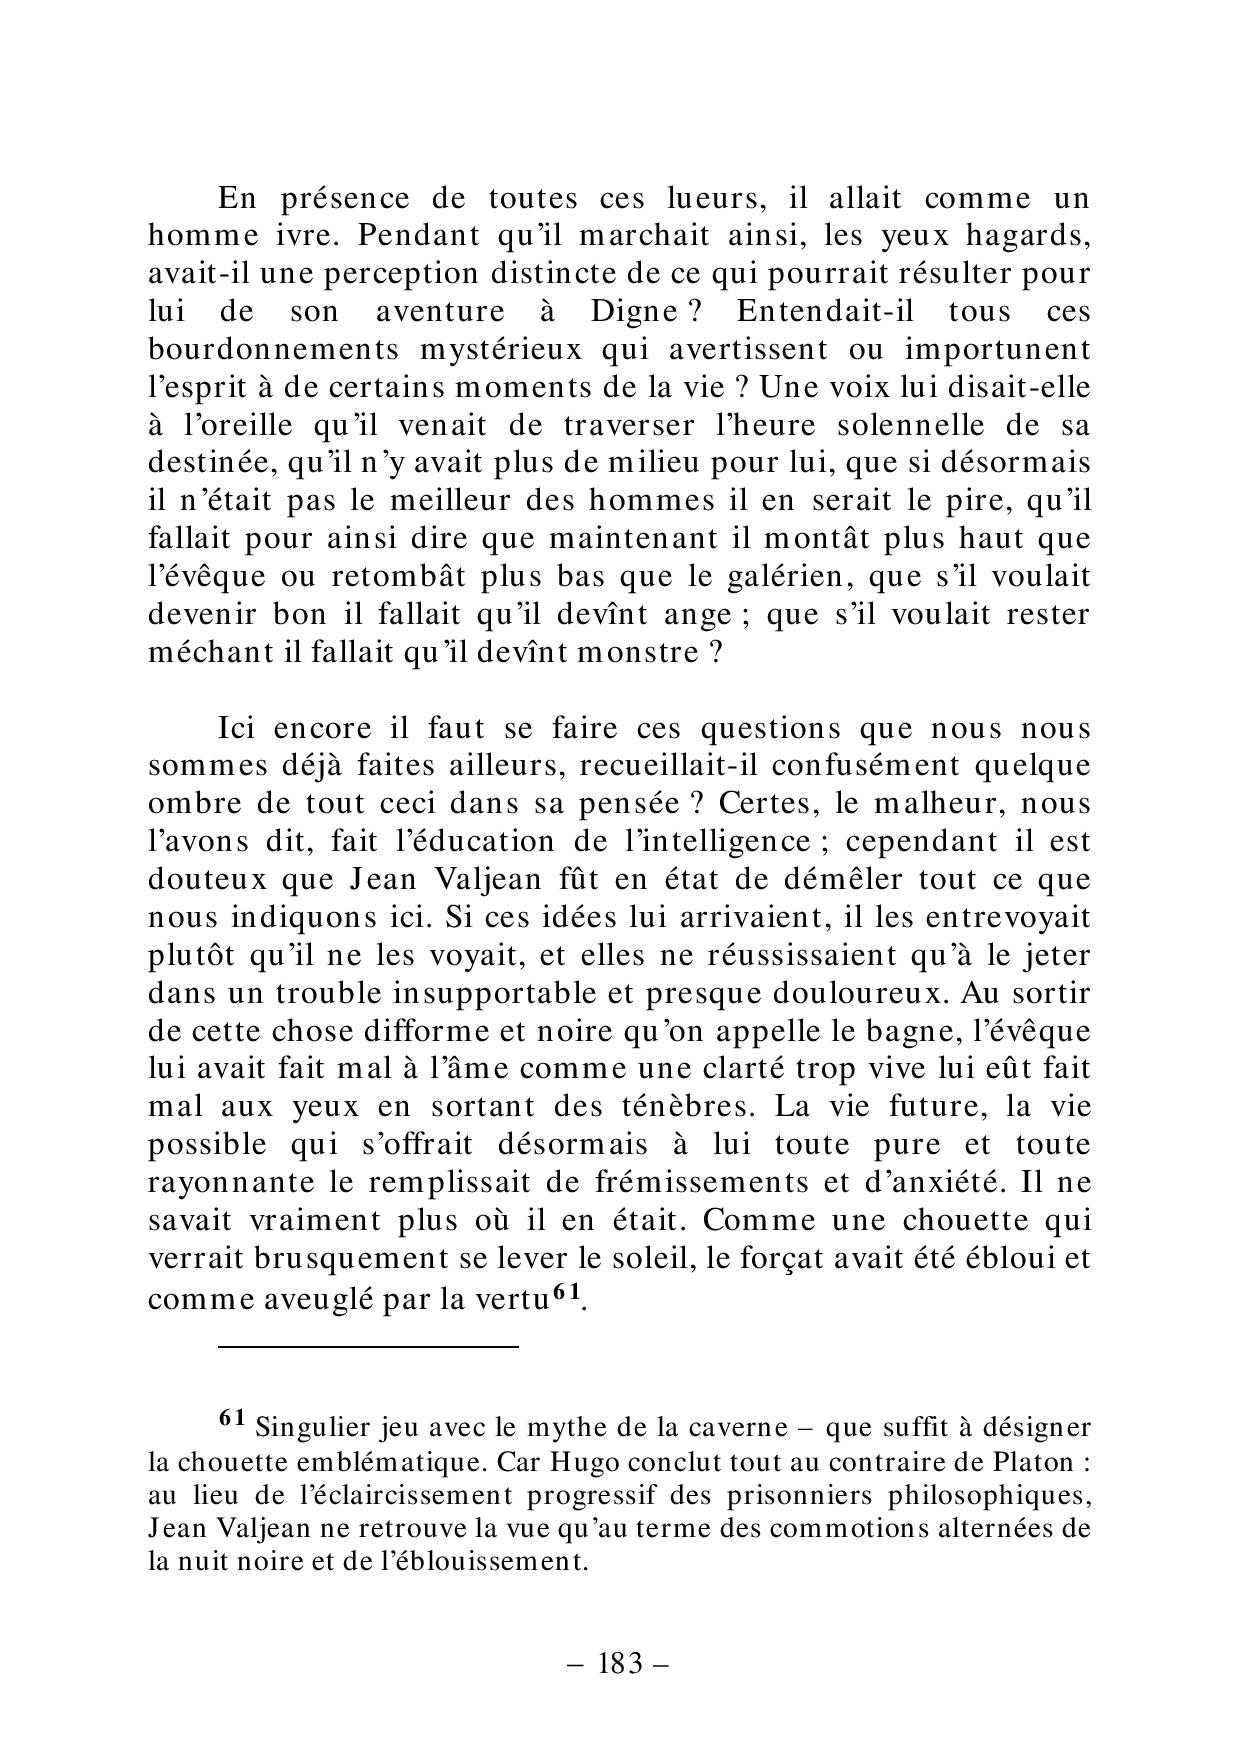 En présence de toutes ces lueurs, il allait comme un
homme ivre. Pendant qu’il marchait ainsi, les yeux hagards,
avait-il une perception distincte de ce qui pourrait résulter pour
lui de son aventure à Digne ? Entendait-il tous ces
bourdonnements mystérieux qui avertissent ou importunent
l’esprit à de certains moments de la vie ? Une voix lui disait-elle
à l’oreille qu’il venait de traverser l’heure solennelle de sa
destinée, qu’il n’y avait plus de milieu pour lui, que si désormais
il n’était pas le meilleur des hommes il en serait le pire, qu’il
fallait pour ainsi dire que maintenant il montât plus haut que
l’évêque ou retombât plus bas que le galérien, que s’il voulait
devenir bon il fallait qu’il devînt ange ; que s’il voulait rester
méchant il fallait qu’il devînt monstre ?
Ici encore il faut se faire ces questions que nous nous
sommes déjà faites ailleurs, recueillait-il confusément quelque
ombre de tout ceci dans sa pensée ? Certes, le malheur, nous
l’avons dit, fait l’éducation de l’intelligence ; cependant il est
douteux que Jean Valjean fût en état de démêler tout ce que
nous indiquons ici. Si ces idées lui arrivaient, il les entrevoyait
plutôt qu’il ne les voyait, et elles ne réussissaient qu’à le jeter
dans un trouble insupportable et presque douloureux. Au sortir
de cette chose difforme et noire qu’on appelle le bagne, l’évêque
lui avait fait mal à l’âme comme une clarté trop vive lui eût fait
mal aux yeux en sortant des ténèbres. La vie future, la vie
possible qui s’offrait désormais à lui toute pure et toute
rayonnante le remplissait de frémissements et d’anxiété. Il ne
savait vraiment plus où il en était. Comme une chouette qui
verrait brusquement se lever le soleil, le forçat avait été ébloui et
comme aveuglé par la vertu61.
61 Singulier jeu avec le mythe de la caverne – que suffit à désigner
la chouette emblématique. Car Hugo conclut tout au contraire de Platon :
au lieu de l’éclaircissement progressif des prisonniers philosophiques,
Jean Valjean ne retrouve la vue qu’au terme des commotions alternées de
la nuit noire et de l’éblouissement.
– 183 –